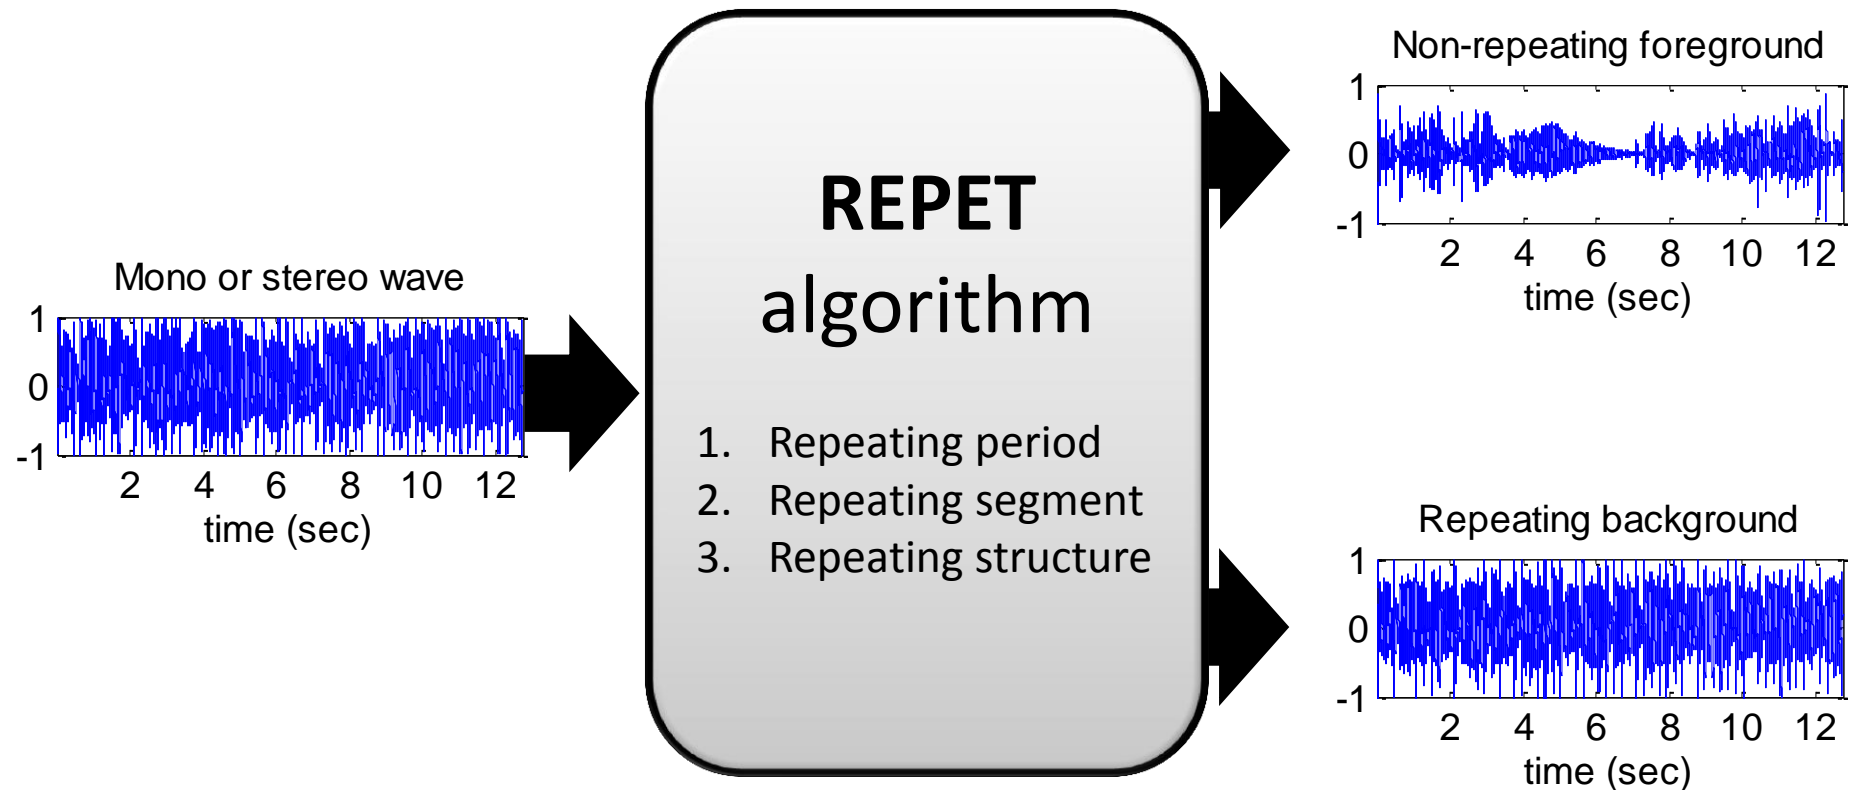 Mono or stereo wave
1
0
-1
2 4 6 8 10 12
time (sec)
REPET
algorithm
1. Repeating period
2. Repeating segment
3. Repeating structure
Non-repeating foreground
1
0
-1
2 4 6 8 10 12
time (sec)
Repeating background
1
0
-1
2 4 6 8 10 12
time (sec)